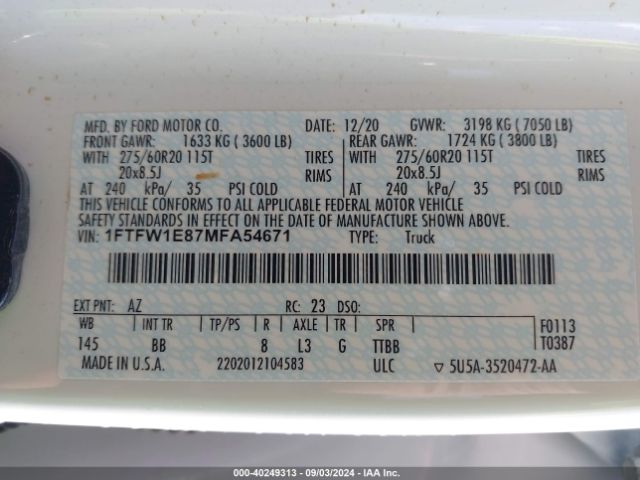 MFD. BY FORD MOTOR CO. DATE: 12/20 GVWR: 3198 KG ( 7050 LB)
FRONT GAWR: 1633 KG ( 3600 LB) REAR GAWR: 1724 KG ( 3800 LB)
WITH 275/60R20 115T TIRES WITH 275/60R20 115T TIRES
20x8.5J RIMS 20x8.5J RIMS
AT 240 kPa/ 35 PSI COLD AT 240 kPa/ 35 PSI COLD
THIS VEHICLE CONFORMS TO ALL APPLICABLE FEDERAL MOTOR VEHICLE
SAFETY STANDARDS IN EFFECT ON THE DATE OF MANUFACTURE SHOWN ABOVE.
VIN: 1FTFW1E87MFA54671 TYPE: Truck
EXT PNT: AZ RC: 23 DSO:
WB INT TR TP/PS R AXLE TR SPR F0113
145 BB 8 L3 G TTBB T0387
MADE IN U.S.A. 2202012104583 ULC ▽ 5U5A-3520472-AA
000-40249313 - 09/03/2024 - IAA Inc.